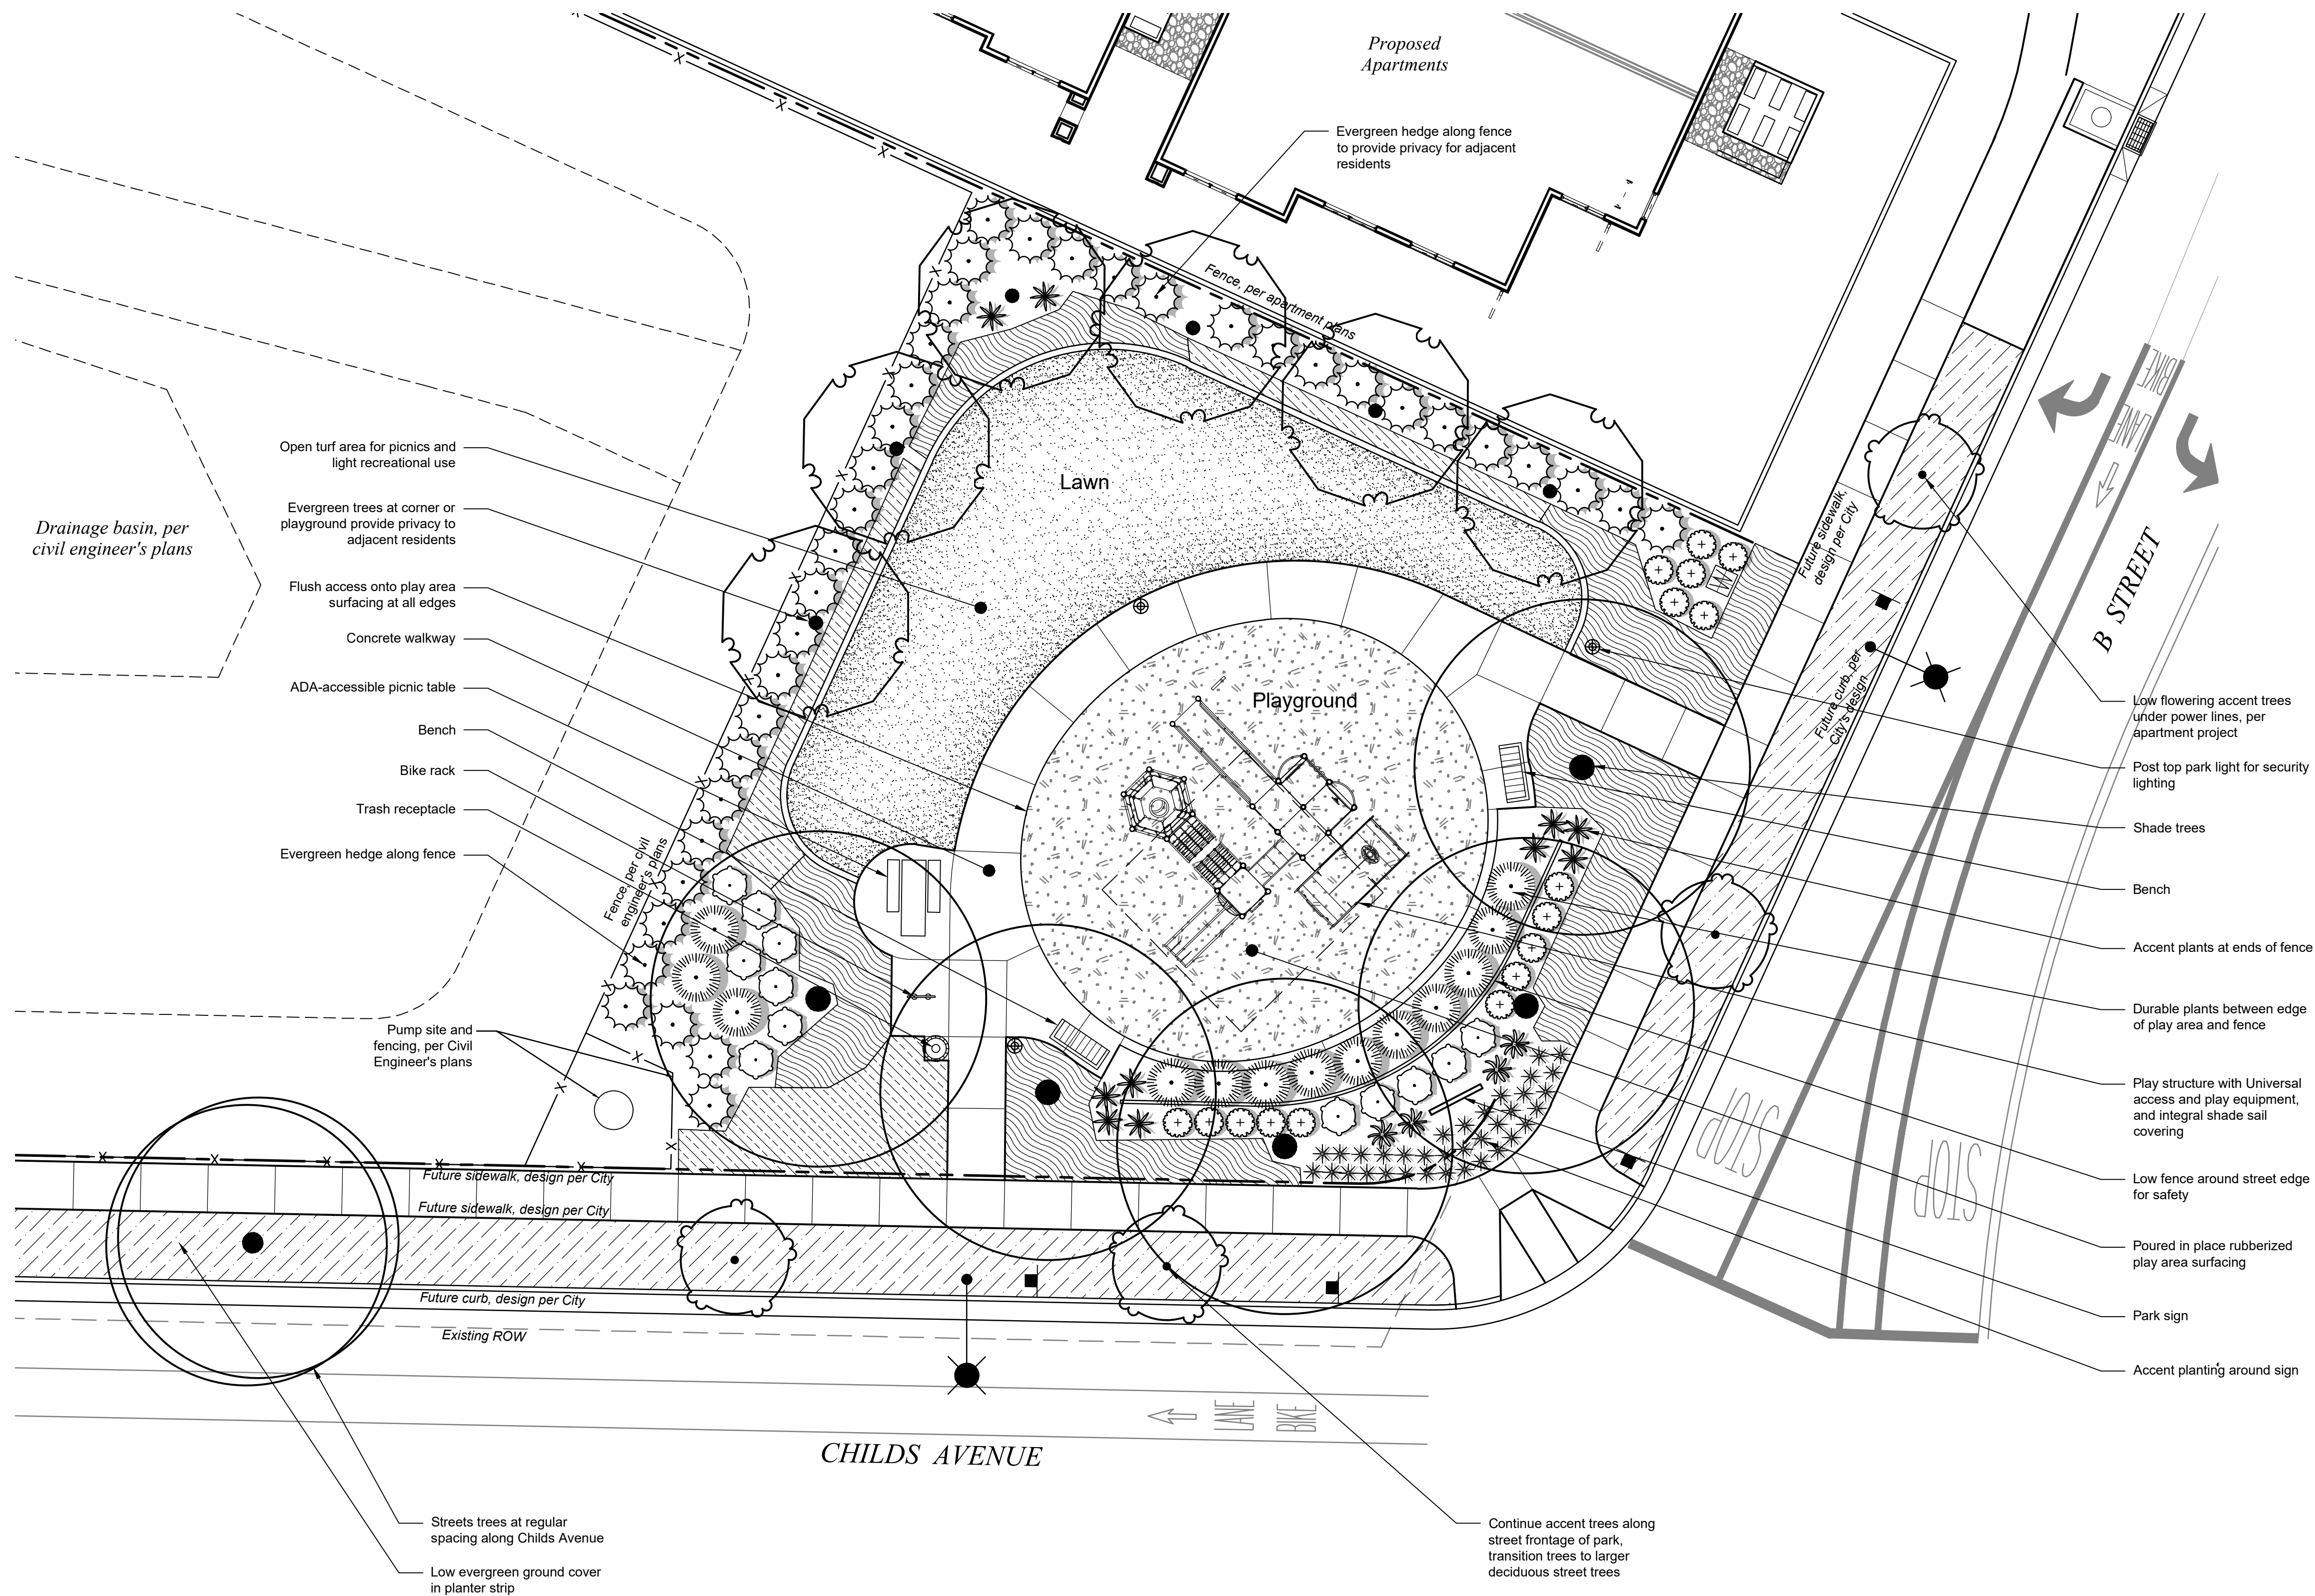 Proposed
Apartments
Evergreen hedge along fence
to provide privacy for adjacent
residents
Fence, per apartment plans
Open turf area for picnics and
light recreational use
Evergreen trees at corner or
playground provide privacy to
adjacent residents
Flush access onto play area
surfacing at all edges
Concrete walkway
ADA-accessible picnic table
Bench
Bike rack
Trash receptacle
Evergreen hedge along fence
Pump site and
fencing, per Civil
Engineer's plans
Drainage basin, per
civil engineer's plans
Fence, per civil
engineer's plans
Lawn
Playground
Future sidewalk,
design per City
Future curb, per
City's design
BIKE
LANE
B STREET
STOP
STOP
Low flowering accent trees
under power lines, per
apartment project
Post top park light for security
lighting
Shade trees
Bench
Accent plants at ends of fence
Durable plants between edge
of play area and fence
Play structure with Universal
access and play equipment,
and integral shade sail
covering
Low fence around street edge
for safety
Poured in place rubberized
play area surfacing
Park sign
Accent planting around sign
Future sidewalk, design per City
Future sidewalk, design per City
Future curb, design per City
Existing ROW
LANE BIKE
CHILDS AVENUE
Streets trees at regular
spacing along Childs Avenue
Low evergreen ground cover
in planter strip
Continue accent trees along
street frontage of park,
transition trees to larger
deciduous street trees